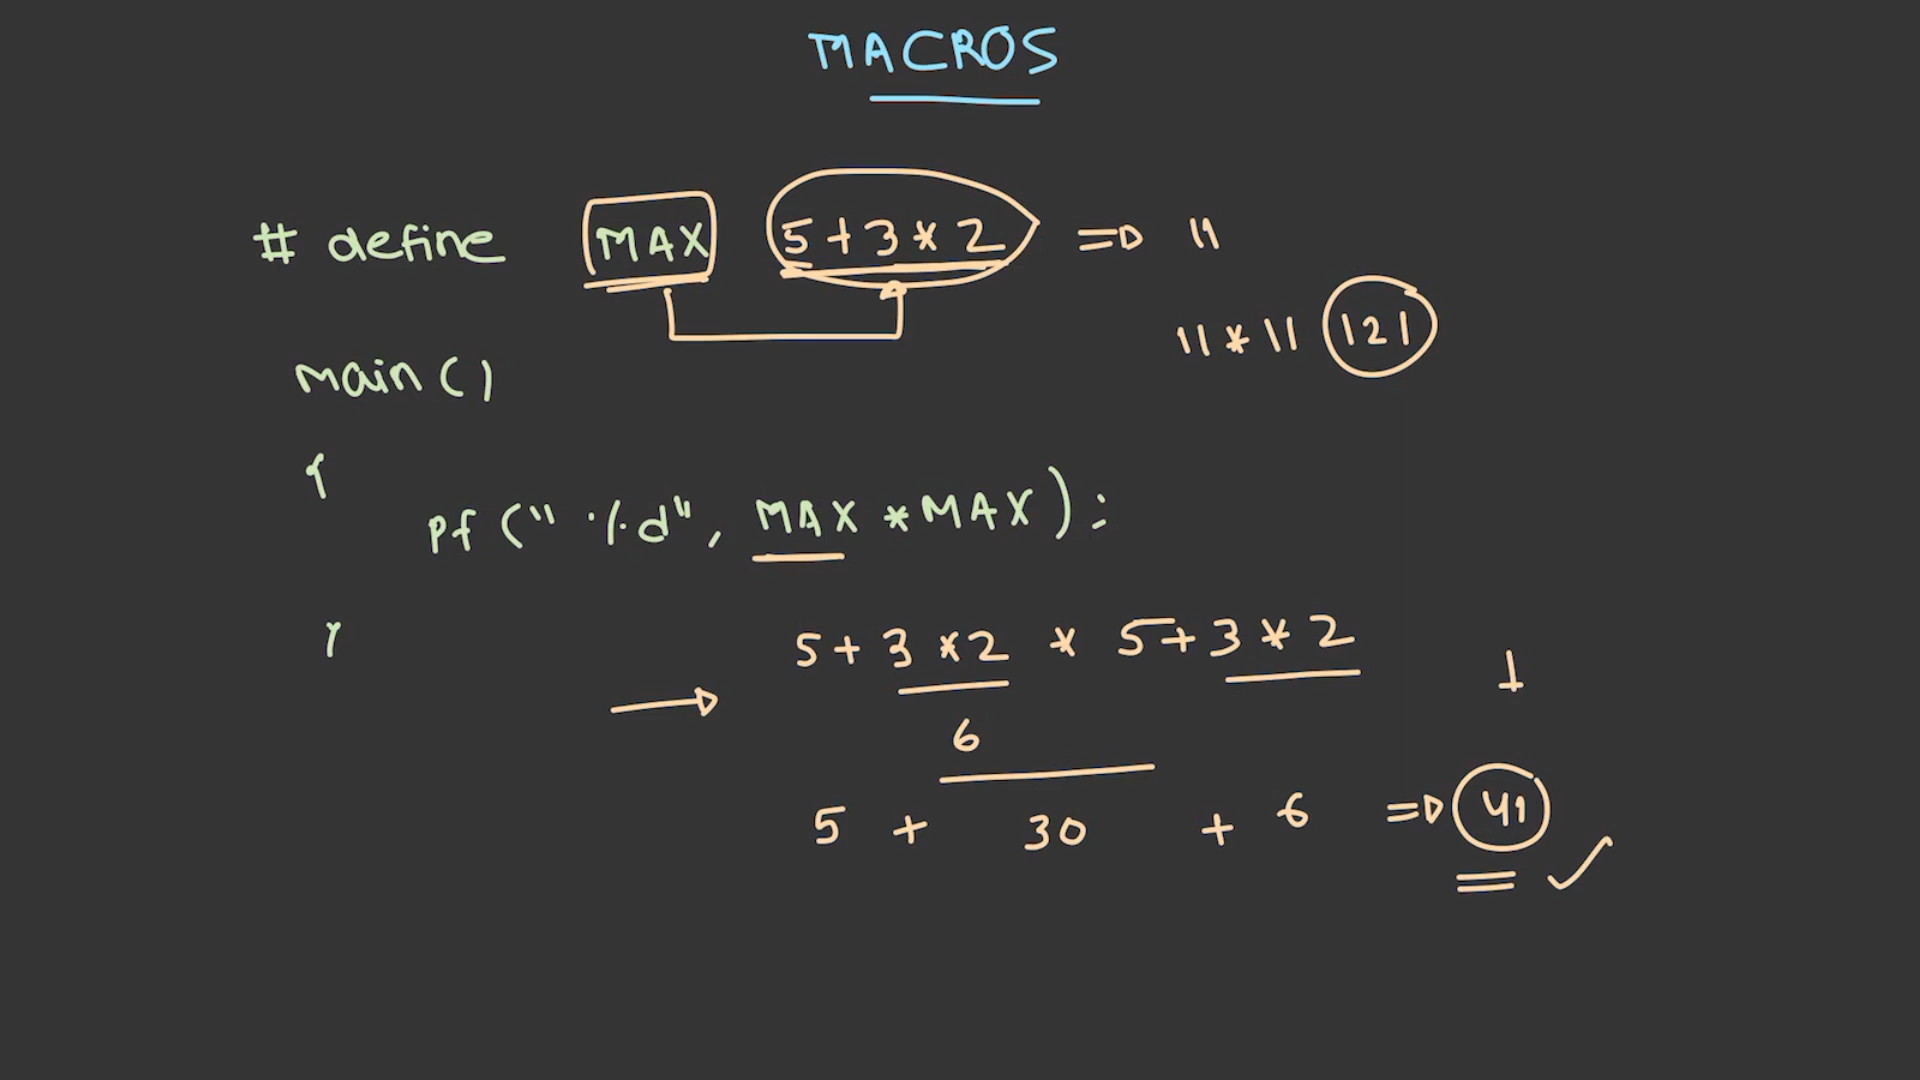 MACROS
# define MAX 5+3*2 => 11
11*11 121
main()
{
pf("%d", MAX *MAX);
}
5+3*2 * 5+3*2
6
5 + 30 + 6 => 41